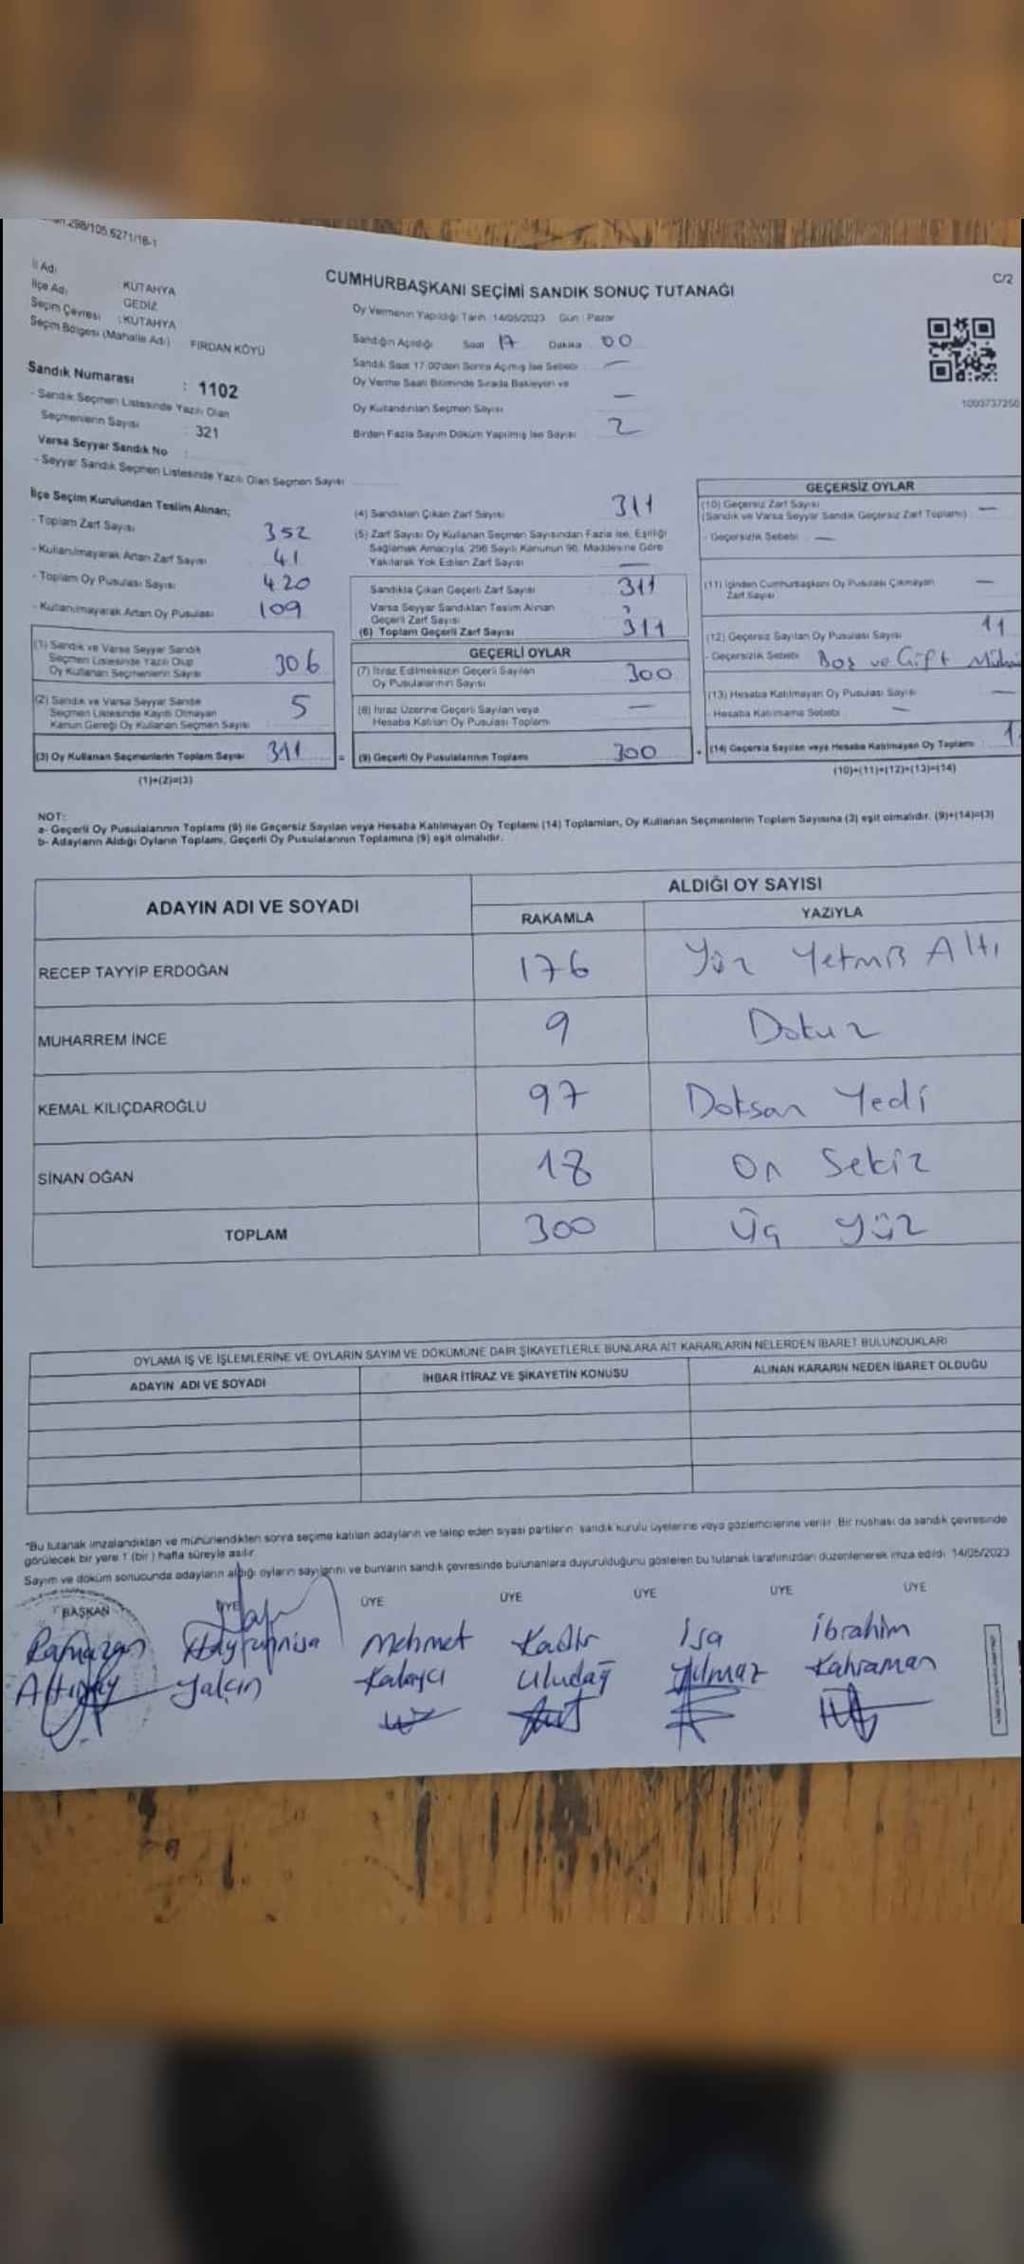 298/105.6271/16-1
C/2
İl Adı : KÜTAHYA
İlçe Adı : GEDİZ
Seçim Çevresi : KÜTAHYA
Seçim Bölgesi (Mahalle Adı) FIRDAN KÖYÜ
Sandık Numarası : 1102
- Sandık Seçmen Listesinde Yazılı Olan
Seçmenlerin Sayısı : 321
Varsa Seyyar Sandık No :
- Seyyar Sandık Seçmen Listesinde Yazılı Olan Seçmen Sayısı
CUMHURBAŞKANI SEÇİMİ SANDIK SONUÇ TUTANAĞI
Oy Vermenin Yapıldığı Tarih : 14/05/2023 Gün : Pazar
Sandığın Açıldığı Saat 17 Dakika 00
Sandık Saat 17.00'den Sonra Açılmış İse Sebebi —
Oy Verme Saati Bitiminde Sırada Bekleyen ve
Oy Kullandırılan Seçmen Sayısı —
Birden Fazla Sayım Döküm Yapılmış İse Sayısı 2
1003737250
İlçe Seçim Kurulundan Teslim Alınan;
- Toplam Zarf Sayısı 352
- Kullanılmayarak Artan Zarf Sayısı 41
- Toplam Oy Pusulası Sayısı 420
- Kullanılmayarak Artan Oy Pusulası 109
(1) Sandık ve Varsa Seyyar Sandık
Seçmen Listesinde Yazılı Olup
Oy Kullanan Seçmenlerin Sayısı 306
(2) Sandık ve Varsa Seyyar Sandık
Seçmen Listesinde Kayıtlı Olmayan
Kanun Gereği Oy Kullanan Seçmen Sayısı 5
(3) Oy Kullanan Seçmenlerin Toplam Sayısı 311
(1)+(2)=(3)
(4) Sandıktan Çıkan Zarf Sayısı 311
(5) Zarf Sayısı Oy Kullanan Seçmen Sayısından Fazla İse, Eşitliği
Sağlamak Amacıyla, 298 Sayılı Kanunun 98. Maddesine Göre
Yakılarak Yok Edilen Zarf Sayısı —
Sandıkta Çıkan Geçerli Zarf Sayısı 311
Varsa Seyyar Sandıktan Teslim Alınan
Geçerli Zarf Sayısı
(6) Toplam Geçerli Zarf Sayısı 311
GEÇERLİ OYLAR
(7) İtiraz Edilmeksizin Geçerli Sayılan
Oy Pusulalarının Sayısı 300
(8) İtiraz Üzerine Geçerli Sayılan veya
Hesaba Katılan Oy Pusulası Toplamı —
= (9) Geçerli Oy Pusulalarının Toplamı 300
GEÇERSİZ OYLAR
(10) Geçersiz Zarf Sayısı —
(Sandık ve Varsa Seyyar Sandık Geçersiz Zarf Toplamı)
- Geçersizlik Sebebi —
(11) İçinden Cumhurbaşkanı Oy Pusulası Çıkmayan
Zarf Sayısı —
(12) Geçersiz Sayılan Oy Pusulası Sayısı 11
- Geçersizlik Sebebi Boş ve Çift
(13) Hesaba Katılmayan Oy Pusulası Sayısı —
- Hesaba Katılmama Sebebi —
+ (14) Geçersiz Sayılan veya Hesaba Katılmayan Oy Toplamı
(10)+(11)+(12)+(13)=(14)
NOT:
a- Geçerli Oy Pusulalarının Toplamı (9) ile Geçersiz Sayılan veya Hesaba Katılmayan Oy Toplamı (14) Toplamları, Oy Kullanan Seçmenlerin Toplam Sayısına (3) eşit olmalıdır. (9)+(14)=(3)
b- Adayların Aldığı Oyların Toplamı, Geçerli Oy Pusulalarının Toplamına (9) eşit olmalıdır.
ADAYIN ADI VE SOYADI ALDIĞI OY SAYISI
RAKAMLA YAZIYLA
RECEP TAYYİP ERDOĞAN 176 Yüz Yetmiş Altı
MUHARREM İNCE 9 Dokuz
KEMAL KILIÇDAROĞLU 97 Doksan Yedi
SİNAN OĞAN 18 On Sekiz
TOPLAM 300 Üç Yüz
OYLAMA İŞ VE İŞLEMLERİNE VE OYLARIN SAYIM VE DÖKÜMÜNE DAİR ŞİKAYETLERLE BUNLARA AİT KARARLARIN NELERDEN İBARET BULUNDUKLARI
ADAYIN ADI VE SOYADI İHBAR İTİRAZ VE ŞİKAYETİN KONUSU ALINAN KARARIN NEDEN İBARET OLDUĞU
"Bu tutanak imzalandıktan ve mühürlendikten sonra seçime katılan adayların ve talep eden siyasi partilerin sandık kurulu üyelerine veya gözlemcilerine verilir. Bir nüshası da sandık çevresinde
görülecek bir yere 1 (bir) hafta süreyle asılır.
Sayım ve döküm sonucunda adayların aldığı oyların sayılarını ve bunların sandık çevresinde bulunanlara duyurulduğunu gösteren bu tutanak tarafımızdan düzenlenerek imza edildi. 14/05/2023
BAŞKAN ÜYE ÜYE ÜYE ÜYE ÜYE ÜYE
Ramazan Hayrunnisa Mehmet Kadir İsa İbrahim
Yalçın Kalaycı Uludağ Yılmaz Kahraman